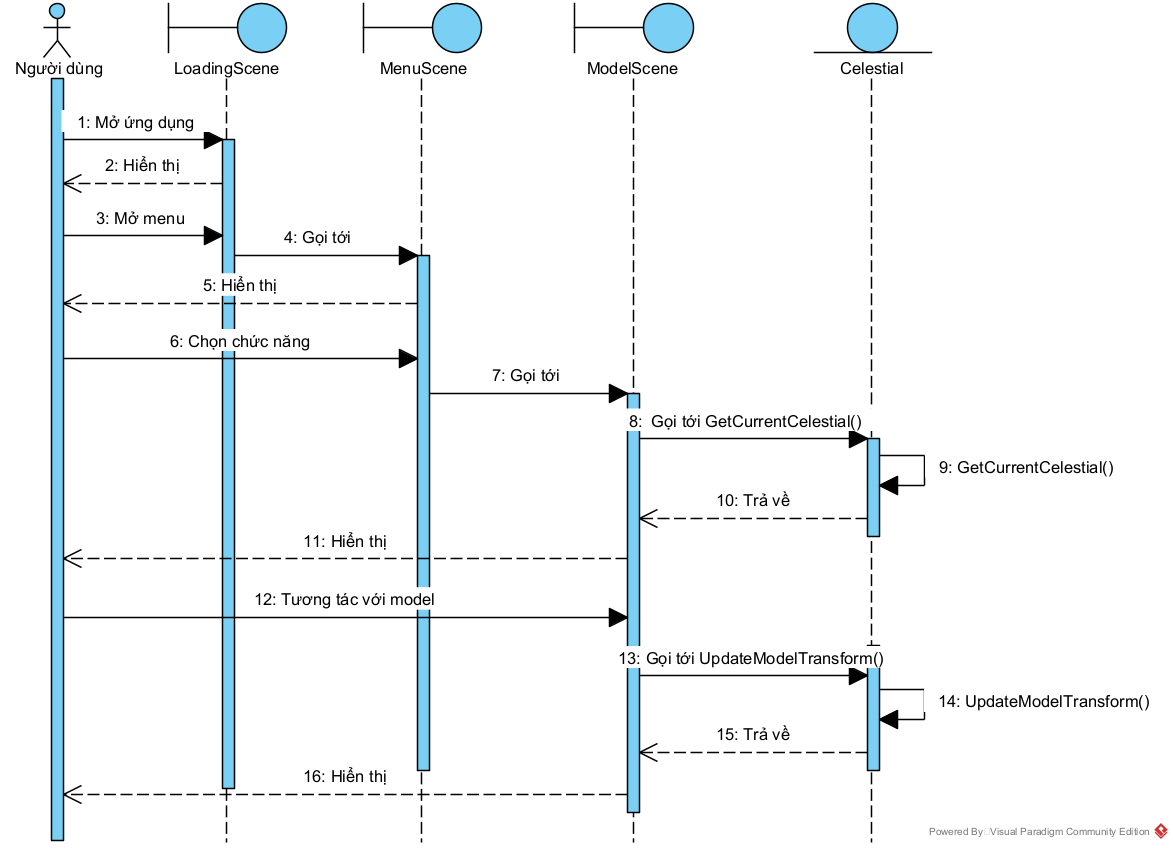 Người dùng
LoadingScene
MenuScene
ModelScene
Celestial
1: Mở ứng dụng
2: Hiển thị
3: Mở menu
4: Gọi tới
5: Hiển thị
6: Chọn chức năng
7: Gọi tới
8: Gọi tới GetCurrentCelestial()
9: GetCurrentCelestial()
10: Trả về
11: Hiển thị
12: Tương tác với model
13: Gọi tới UpdateModelTransform()
14: UpdateModelTransform()
15: Trả về
16: Hiển thị
Powered By Visual Paradigm Community Edition